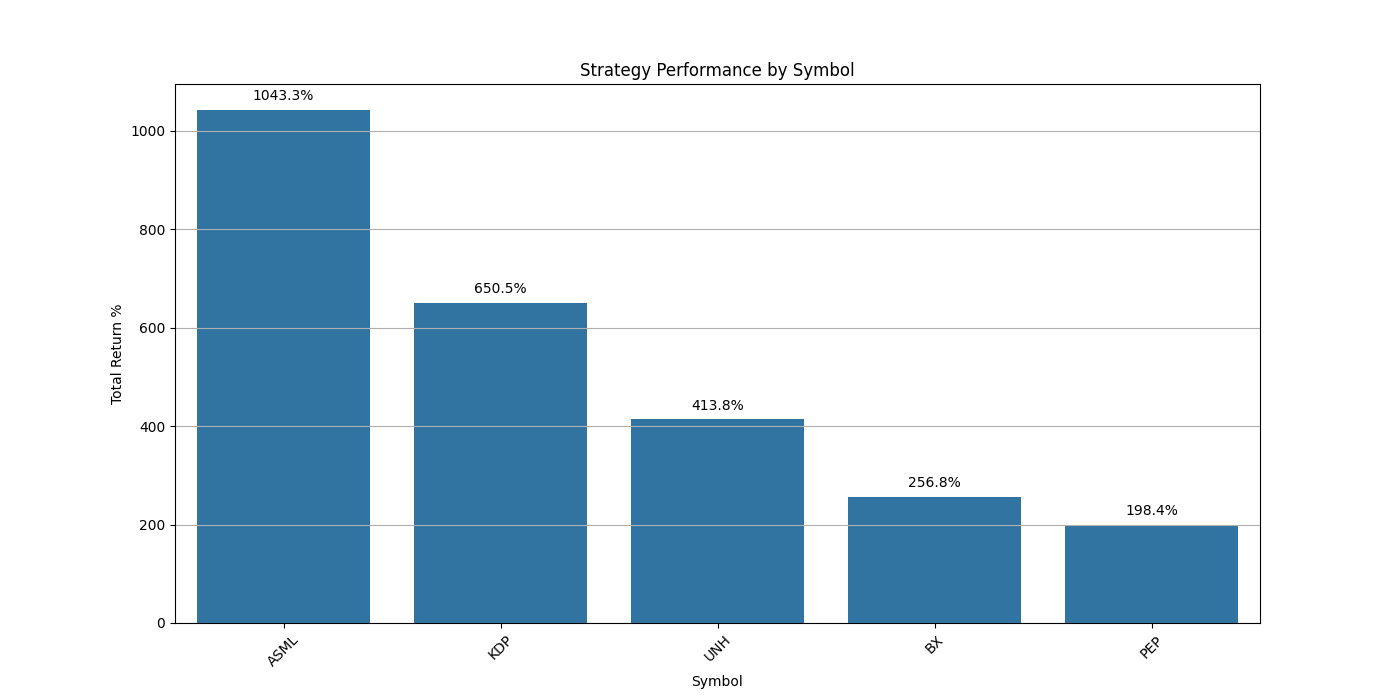 Strategy Performance by Symbol
1043.3%
650.5%
413.8%
256.8%
198.4%
1000
800
600
400
200
0
Total Return %
ASML
KDP
UNH
BX
PEP
Symbol